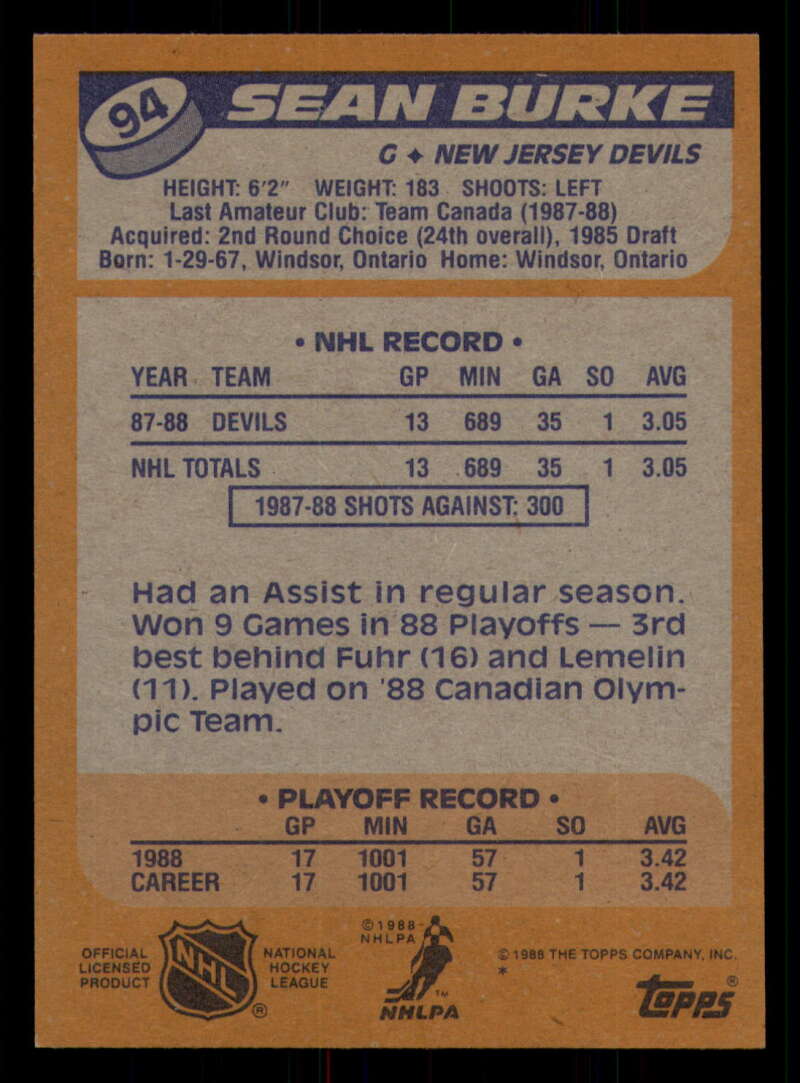 94
SEAN BURKE
G ✦ NEW JERSEY DEVILS
HEIGHT: 6'2" WEIGHT: 183 SHOOTS: LEFT
Last Amateur Club: Team Canada (1987-88)
Acquired: 2nd Round Choice (24th overall), 1985 Draft
Born: 1-29-67, Windsor, Ontario Home: Windsor, Ontario
• NHL RECORD •
YEAR TEAM GP MIN GA SO AVG
87-88 DEVILS 13 689 35 1 3.05
NHL TOTALS 13 689 35 1 3.05
1987-88 SHOTS AGAINST: 300
Had an Assist in regular season.
Won 9 Games in '88 Playoffs — 3rd
best behind Fuhr (16) and Lemelin
(11). Played on '88 Canadian Olym-
pic Team.
• PLAYOFF RECORD •
GP MIN GA SO AVG
1988 17 1001 57 1 3.42
CAREER 17 1001 57 1 3.42
OFFICIAL
LICENSED
PRODUCT
NHL
®
NATIONAL
HOCKEY
LEAGUE
©1988
NHLPA
TM
NHLPA
©1988 THE TOPPS COMPANY, INC.
*
topps®